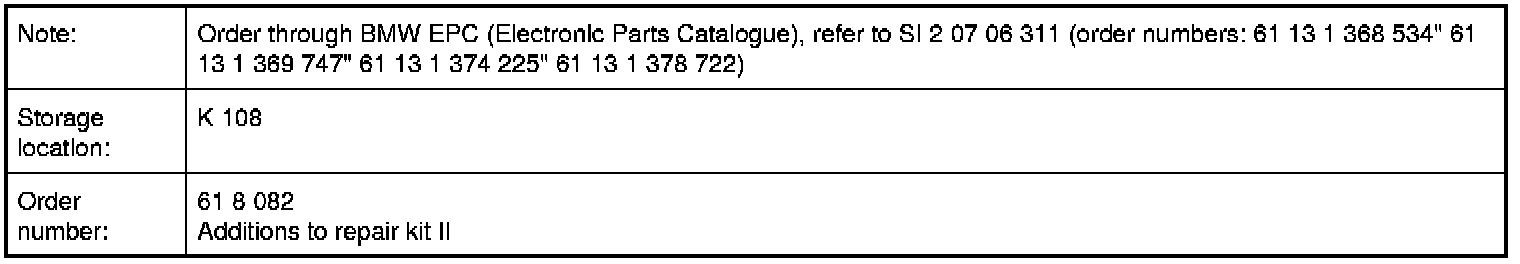 Note: Order through BMW EPC (Electronic Parts Catalogue), refer to SI 2 07 06 311 (order numbers: 61 13 1 368 534" 61
13 1 369 747" 61 13 1 374 225" 61 13 1 378 722)
Storage K 108
location:
Order 61 8 082
number: Additions to repair kit II